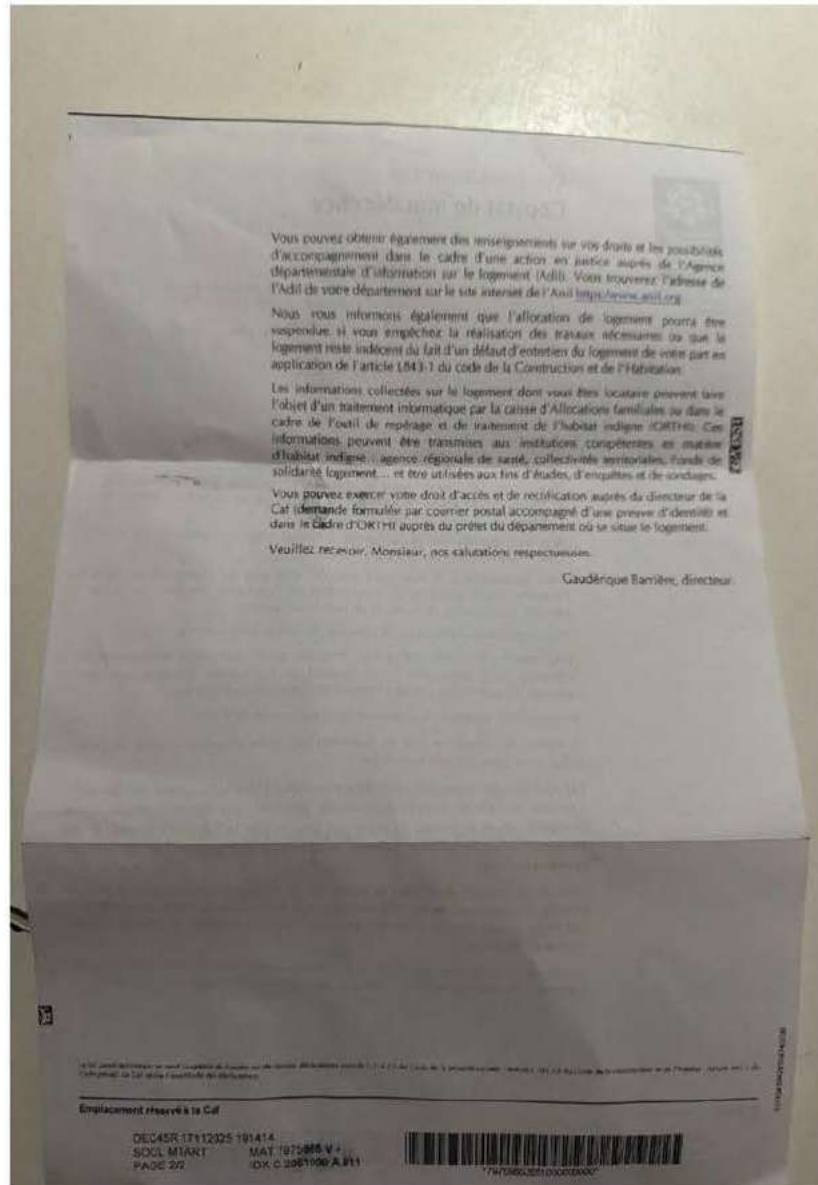 Vous pouvez obtenir également des renseignements sur vos droits et les possibilités
d'accompagnement dans le cadre d'une action en justice auprès de l'Agence
départementale d'information sur le logement (Adil). Vous trouverez l'adresse de
l'Adil de votre département sur le site internet de l'Anil https://www.anil.org
Nous vous informons également que l'allocation de logement pourra être
suspendue si vous empêchez la réalisation des travaux nécessaires ou que le
logement reste indécent du fait d'un défaut d'entretien du logement de votre part en
application de l'article L843-1 du code de la Construction et de l'Habitation.
Les informations collectées sur le logement dont vous êtes locataire peuvent faire
l'objet d'un traitement informatique par la caisse d'Allocations familiales ou dans le
cadre de l'outil de repérage et de traitement de l'habitat indigne (ORTHI). Ces
informations peuvent être transmises aux institutions compétentes en matière
d'habitat indigne : agence régionale de santé, collectivités territoriales, Fonds de
solidarité logement.... et être utilisées aux fins d'études, d'enquêtes et de sondages.
Vous pouvez exercer votre droit d'accès et de rectification auprès du directeur de la
Caf (demande formulée par courrier postal accompagné d'une preuve d'identité) et
dans le cadre d'ORTHI auprès du préfet du département où se situe le logement.
Veuillez recevoir, Monsieur, nos salutations respectueuses.
Gaudérique Barrière, directeur
Emplacement réservé à la Caf
DEC45R 17112025 191414
SOCL MTANT MAT
PAGE 2/2